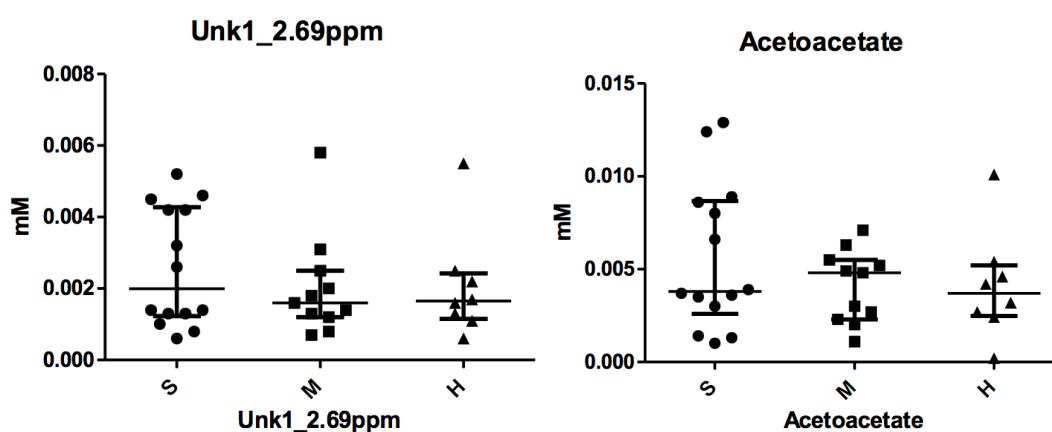 Unk1_2.69ppm
0.008
0.006
0.004
0.002
0.000
mM
S
M
H
Unk1_2.69ppm
Acetoacetate
0.015
0.010
0.005
0.000
mM
S
M
H
Acetoacetate